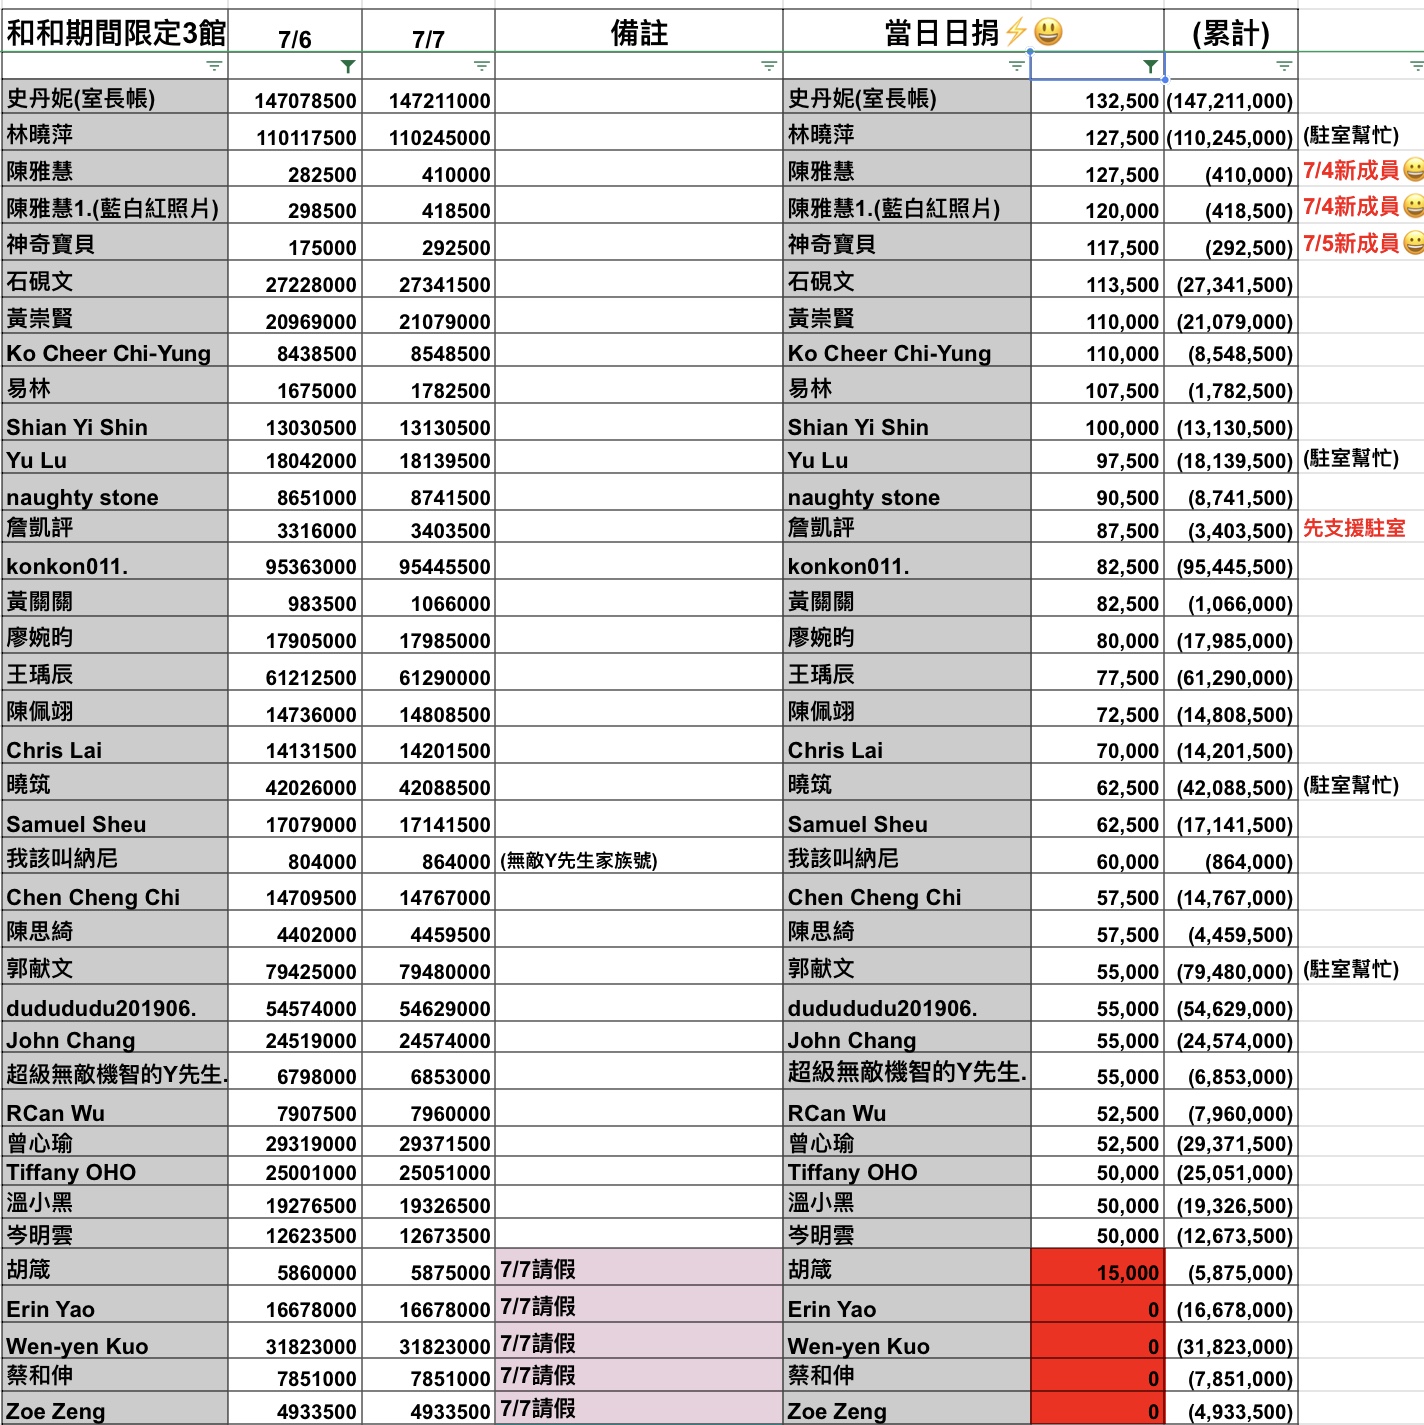 和和期間限定3館 7/6 7/7 備註 當日日捐⚡😃 (累計)
史丹妮(室長帳) 147078500 147211000 史丹妮(室長帳) 132,500 (147,211,000)
林曉萍 110117500 110245000 林曉萍 127,500 (110,245,000) (駐室幫忙)
陳雅慧 282500 410000 陳雅慧 127,500 (410,000) 7/4新成員😀
陳雅慧1.(藍白紅照片) 298500 418500 陳雅慧1.(藍白紅照片) 120,000 (418,500) 7/4新成員😀
神奇寶貝 175000 292500 神奇寶貝 117,500 (292,500) 7/5新成員😀
石硯文 27228000 27341500 石硯文 113,500 (27,341,500)
黃崇賢 20969000 21079000 黃崇賢 110,000 (21,079,000)
Ko Cheer Chi-Yung 8438500 8548500 Ko Cheer Chi-Yung 110,000 (8,548,500)
易林 1675000 1782500 易林 107,500 (1,782,500)
Shian Yi Shin 13030500 13130500 Shian Yi Shin 100,000 (13,130,500)
Yu Lu 18042000 18139500 Yu Lu 97,500 (18,139,500) (駐室幫忙)
naughty stone 8651000 8741500 naughty stone 90,500 (8,741,500)
詹凱評 3316000 3403500 詹凱評 87,500 (3,403,500) 先支援駐室
konkon011. 95363000 95445500 konkon011. 82,500 (95,445,500)
黃關關 983500 1066000 黃關關 82,500 (1,066,000)
廖婉昀 17905000 17985000 廖婉昀 80,000 (17,985,000)
王瑀辰 61212500 61290000 王瑀辰 77,500 (61,290,000)
陳佩翊 14736000 14808500 陳佩翊 72,500 (14,808,500)
Chris Lai 14131500 14201500 Chris Lai 70,000 (14,201,500)
曉筑 42026000 42088500 曉筑 62,500 (42,088,500) (駐室幫忙)
Samuel Sheu 17079000 17141500 Samuel Sheu 62,500 (17,141,500)
我該叫納尼 804000 864000 (無敵Y先生家族號) 我該叫納尼 60,000 (864,000)
Chen Cheng Chi 14709500 14767000 Chen Cheng Chi 57,500 (14,767,000)
陳思綺 4402000 4459500 陳思綺 57,500 (4,459,500)
郭献文 79425000 79480000 郭献文 55,000 (79,480,000) (駐室幫忙)
dudududu201906. 54574000 54629000 dudududu201906. 55,000 (54,629,000)
John Chang 24519000 24574000 John Chang 55,000 (24,574,000)
超級無敵機智的Y先生. 6798000 6853000 超級無敵機智的Y先生. 55,000 (6,853,000)
RCan Wu 7907500 7960000 RCan Wu 52,500 (7,960,000)
曾心瑜 29319000 29371500 曾心瑜 52,500 (29,371,500)
Tiffany OHO 25001000 25051000 Tiffany OHO 50,000 (25,051,000)
溫小黑 19276500 19326500 溫小黑 50,000 (19,326,500)
岑明雲 12623500 12673500 岑明雲 50,000 (12,673,500)
胡箴 5860000 5875000 7/7請假 胡箴 15,000 (5,875,000)
Erin Yao 16678000 16678000 7/7請假 Erin Yao 0 (16,678,000)
Wen-yen Kuo 31823000 31823000 7/7請假 Wen-yen Kuo 0 (31,823,000)
蔡和伸 7851000 7851000 7/7請假 蔡和伸 0 (7,851,000)
Zoe Zeng 4933500 4933500 7/7請假 Zoe Zeng 0 (4,933,500)